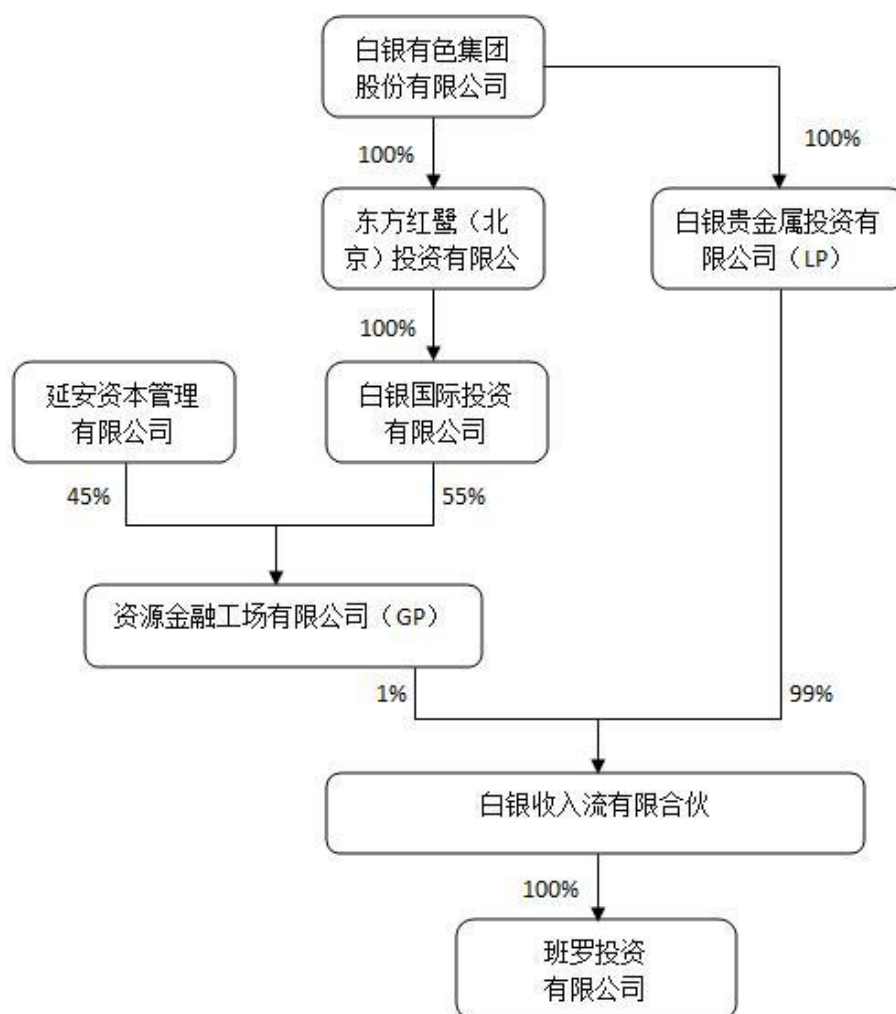 白银有色集团
股份有限公司
100%
100%
东方红鹭（北
京）投资有限公
白银贵金属投资有
限公司（LP）
100%
延安资本管理
有限公司
白银国际投资
有限公司
45%
55%
资源金融工场有限公司（GP）
1%
99%
白银收入流有限合伙
100%
班罗投资
有限公司